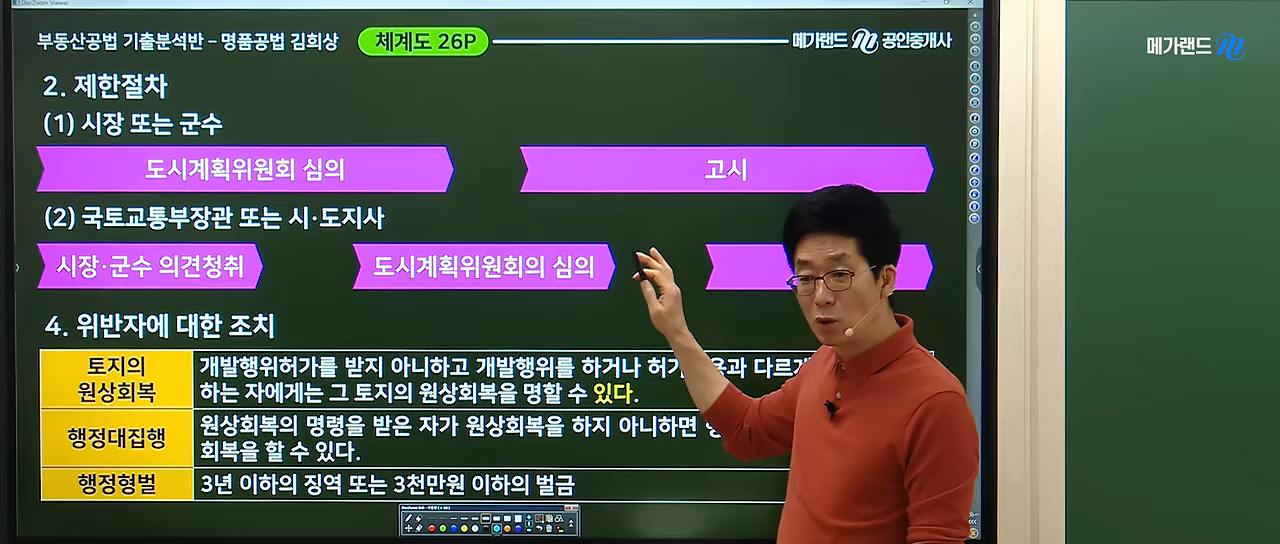 DocZoom Viewer
부동산공법 기출분석반 – 명품공법 김희상
체계도 26P
메가랜드 공인중개사
메가랜드
2. 제한절차
(1) 시장 또는 군수
도시계획위원회 심의
고시
(2) 국토교통부장관 또는 시·도지사
시장·군수 의견청취
도시계획위원회의 심의
4. 위반자에 대한 조치
토지의
원상회복
개발행위허가를 받지 아니하고 개발행위를 하거나
하는 자에게는 그 토지의 원상회복을 명할 수 있다.
행정대집행
원상회복의 명령을 받은 자가 원상회복을 하지 아니하면
회복을 할 수 있다.
행정형벌
3년 이하의 징역 또는 3천만원 이하의 벌금